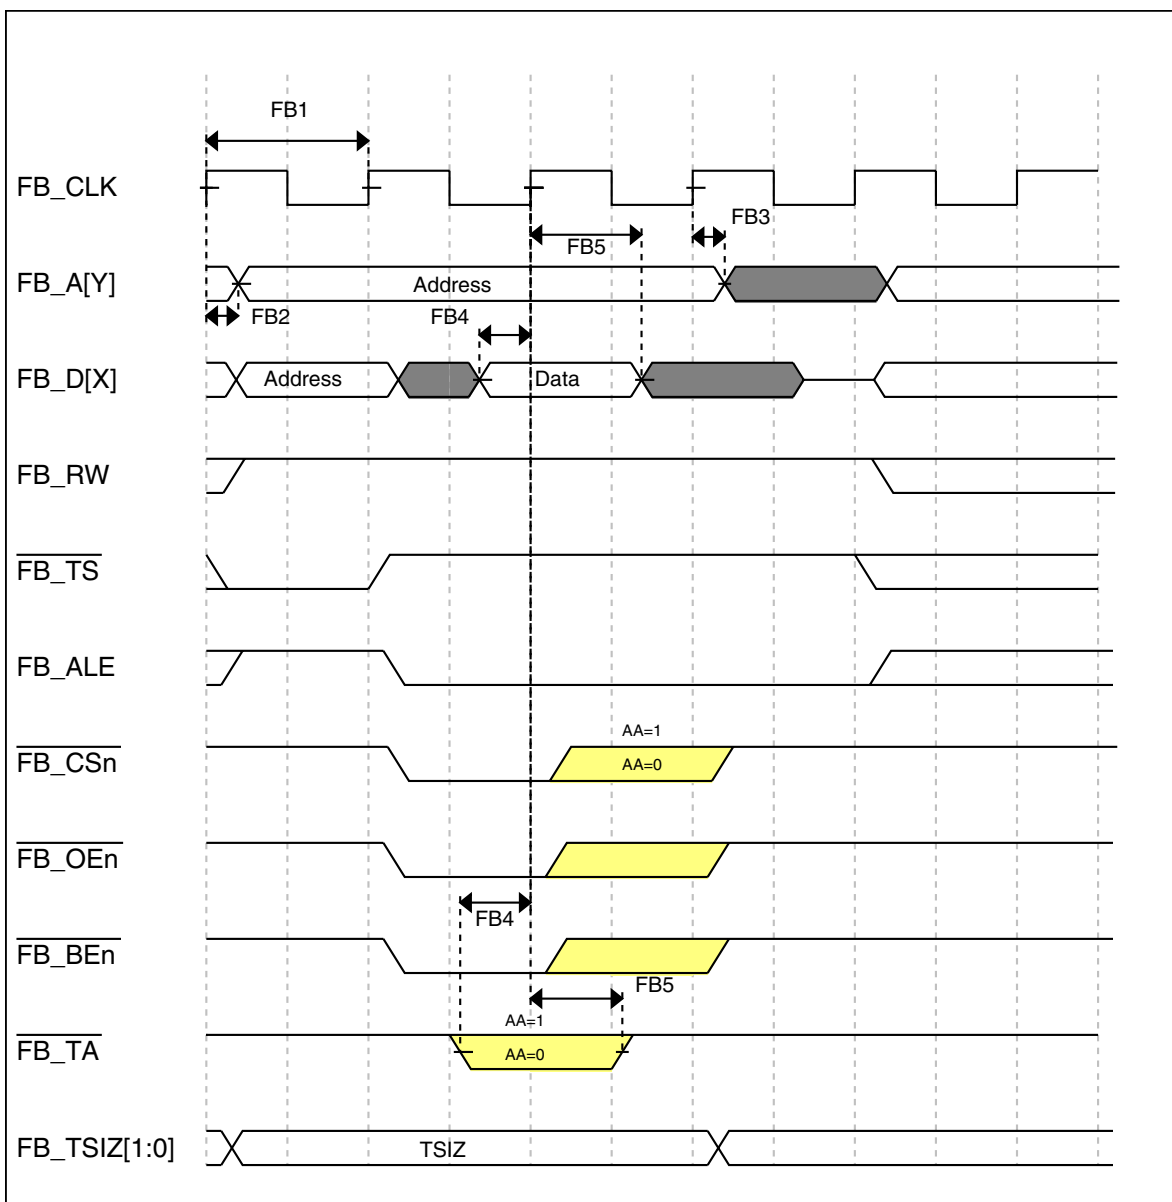 FB1
FB_CLK
FB3
FB5
FB_A[Y]
Address
FB2
FB4
FB_D[X]
Address
Data
FB_RW
FB_TS
FB_ALE
AA=1
FB_CSn
AA=0
FB_OEn
FB4
FB_BEn
FB5
AA=1
FB_TA
AA=0
FB_TSIZ[1:0]
TSIZ